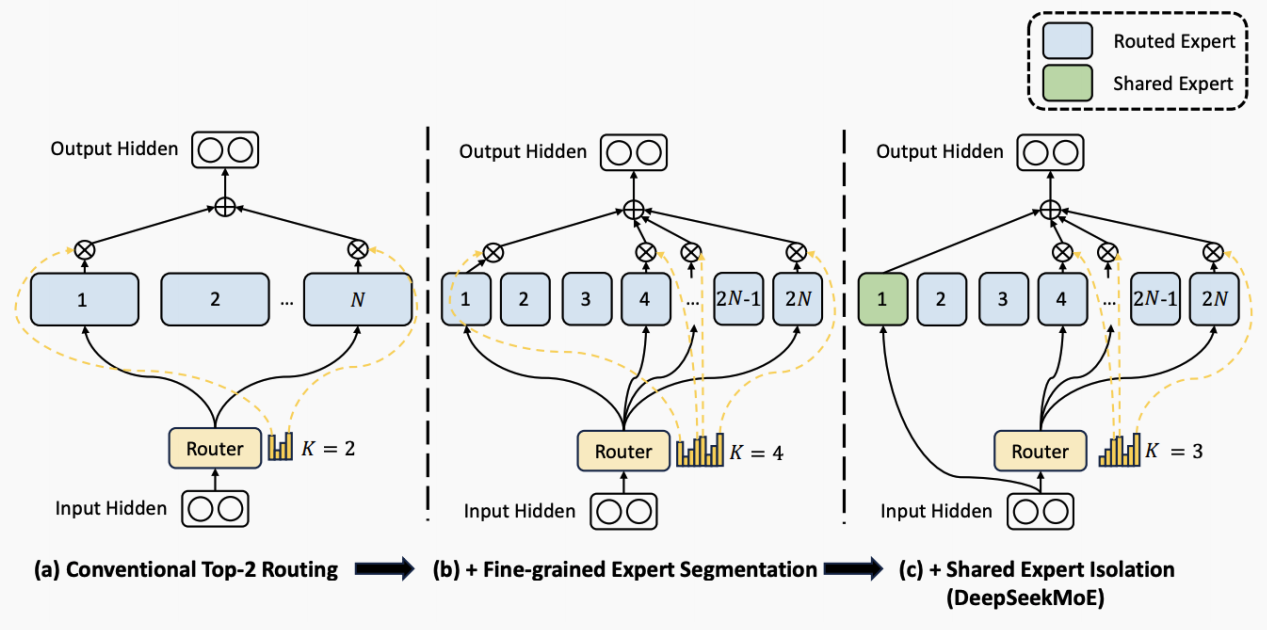 Routed Expert
Shared Expert
Output Hidden
1
2
...
N
Router
K = 2
Input Hidden
(a) Conventional Top-2 Routing
Output Hidden
1
2
3
4
...
2N-1
2N
Router
K = 4
Input Hidden
(b) + Fine-grained Expert Segmentation
Output Hidden
1
2
3
4
...
2N-1
2N
Router
K = 3
Input Hidden
(c) + Shared Expert Isolation
(DeepSeekMoE)